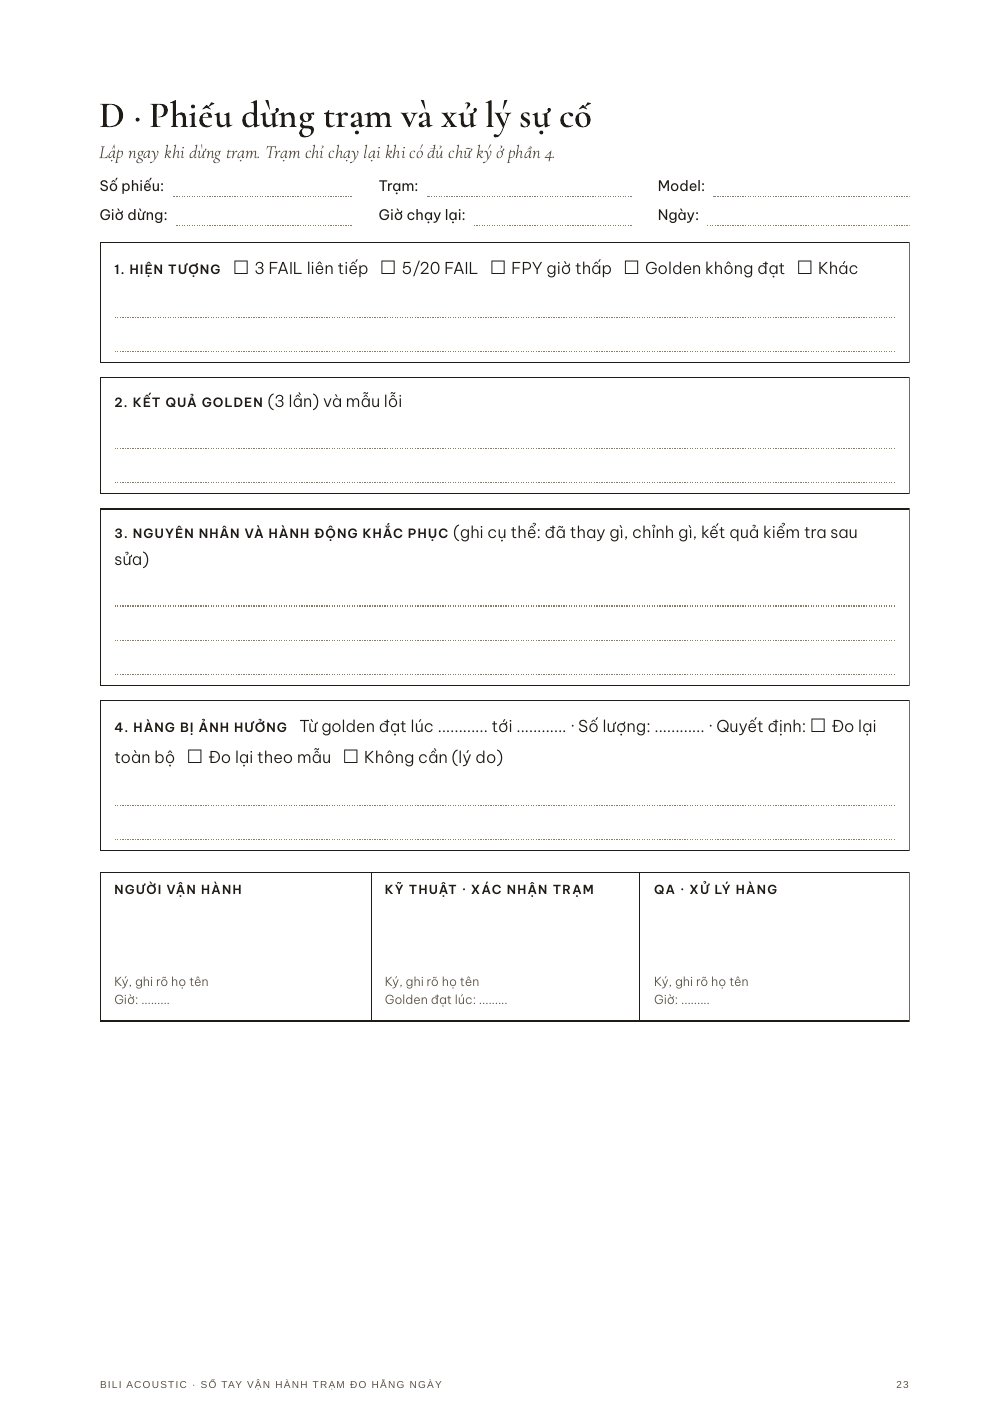 D · Phiếu dừng trạm và xử lý sự cố
Lập ngay khi dừng trạm. Trạm chỉ chạy lại khi có đủ chữ ký ở phần 4.
Số phiếu: Trạm: Model:
Giờ dừng: Giờ chạy lại: Ngày:
1. HIỆN TƯỢNG ☐ 3 FAIL liên tiếp ☐ 5/20 FAIL ☐ FPY giờ thấp ☐ Golden không đạt ☐ Khác
2. KẾT QUẢ GOLDEN (3 lần) và mẫu lỗi
3. NGUYÊN NHÂN VÀ HÀNH ĐỘNG KHẮC PHỤC (ghi cụ thể: đã thay gì, chỉnh gì, kết quả kiểm tra sau
sửa)
4. HÀNG BỊ ẢNH HƯỞNG Từ golden đạt lúc ............ tới ............ · Số lượng: ............ · Quyết định: ☐ Đo lại
toàn bộ ☐ Đo lại theo mẫu ☐ Không cần (lý do)
NGƯỜI VẬN HÀNH KỸ THUẬT · XÁC NHẬN TRẠM QA · XỬ LÝ HÀNG
Ký, ghi rõ họ tên Ký, ghi rõ họ tên Ký, ghi rõ họ tên
Giờ: ......... Golden đạt lúc: ......... Giờ: .........
BILI ACOUSTIC · SỔ TAY VẬN HÀNH TRẠM ĐO HẰNG NGÀY 23